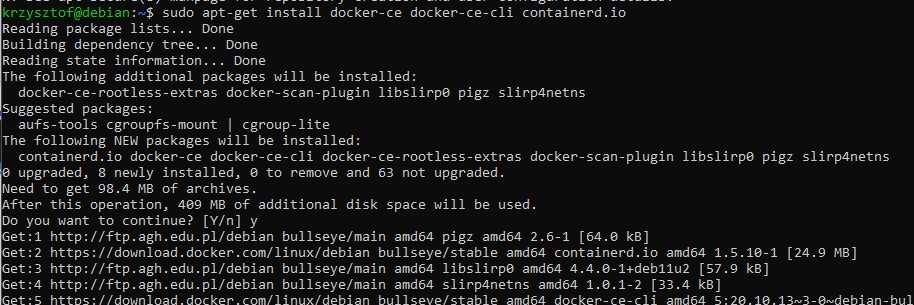 krzysztof@debian:~$ sudo apt-get install docker-ce docker-ce-cli containerd.io
Reading package lists... Done
Building dependency tree... Done
Reading state information... Done
The following additional packages will be installed:
  docker-ce-rootless-extras docker-scan-plugin libslirp0 pigz slirp4netns
Suggested packages:
  aufs-tools cgroupfs-mount | cgroup-lite
The following NEW packages will be installed:
  containerd.io docker-ce docker-ce-cli docker-ce-rootless-extras docker-scan-plugin libslirp0 pigz slirp4netns
0 upgraded, 8 newly installed, 0 to remove and 63 not upgraded.
Need to get 98.4 MB of archives.
After this operation, 409 MB of additional disk space will be used.
Do you want to continue? [Y/n] y
Get:1 http://ftp.agh.edu.pl/debian bullseye/main amd64 pigz amd64 2.6-1 [64.0 kB]
Get:2 https://download.docker.com/linux/debian bullseye/stable amd64 containerd.io amd64 1.5.10-1 [24.9 MB]
Get:3 http://ftp.agh.edu.pl/debian bullseye/main amd64 libslirp0 amd64 4.4.0-1+deb11u2 [57.9 kB]
Get:4 http://ftp.agh.edu.pl/debian bullseye/main amd64 slirp4netns amd64 1.0.1-2 [33.4 kB]
Get:5 https://download.docker.com/linux/debian bullseye/stable amd64 docker-ce-cli amd64 5:20.10.13~3-0~debian-bul